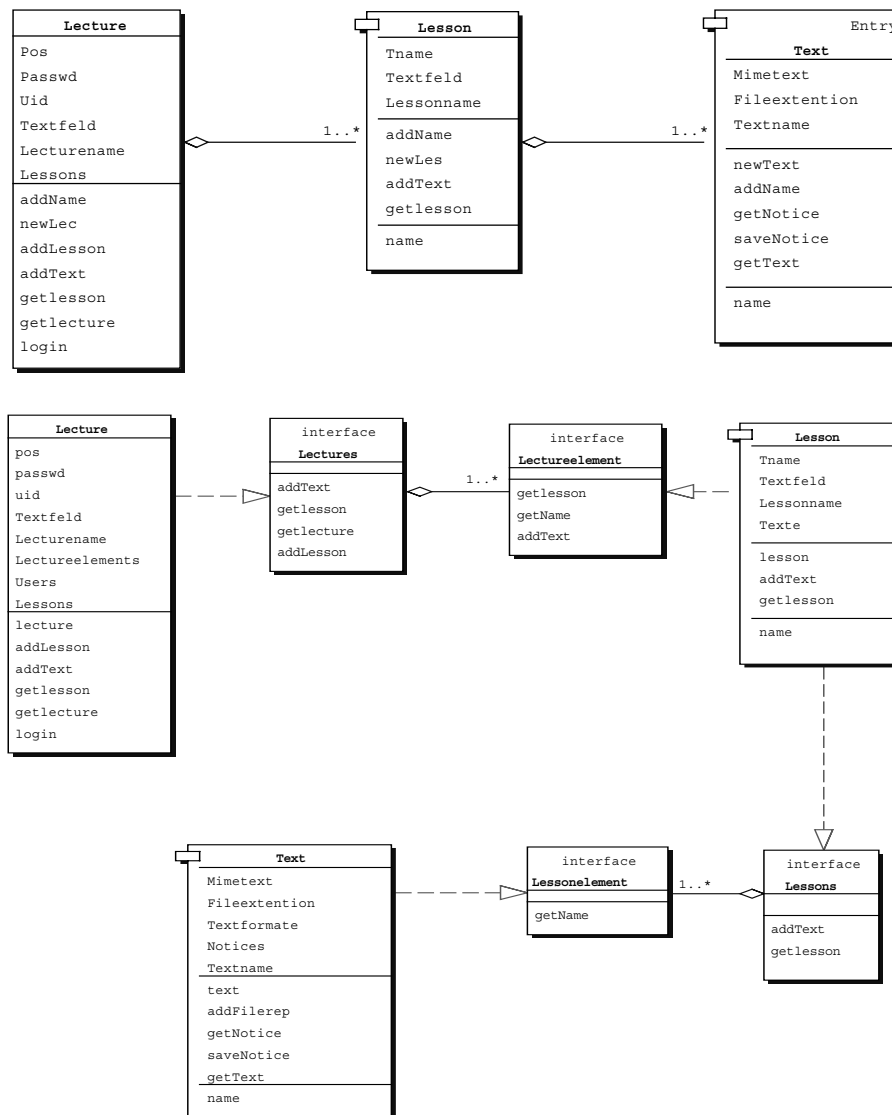 Lecture
Pos
Passwd
Uid
Textfeld
Lecturename
Lessons
addName
newLec
addLesson
addText
getlesson
getlecture
login
1..*
Lesson
Tname
Textfeld
Lessonname
addName
newLes
addText
getlesson
name
1..*
Entry
Text
Mimetext
Fileextention
Textname
newText
addName
getNotice
saveNotice
getText
name
Lecture
pos
passwd
uid
Textfeld
Lecturename
Lectureelements
Users
Lessons
lecture
addLesson
addText
getlesson
getlecture
login
interface
Lectures
addText
getlesson
getlecture
addLesson
1..*
interface
Lectureelement
getlesson
getName
addText
Lesson
Tname
Textfeld
Lessonname
Texte
lesson
addText
getlesson
name
Text
Mimetext
Fileextention
Textformate
Notices
Textname
text
addFilerep
getNotice
saveNotice
getText
name
interface
Lessonelement
getName
1..*
interface
Lessons
addText
getlesson